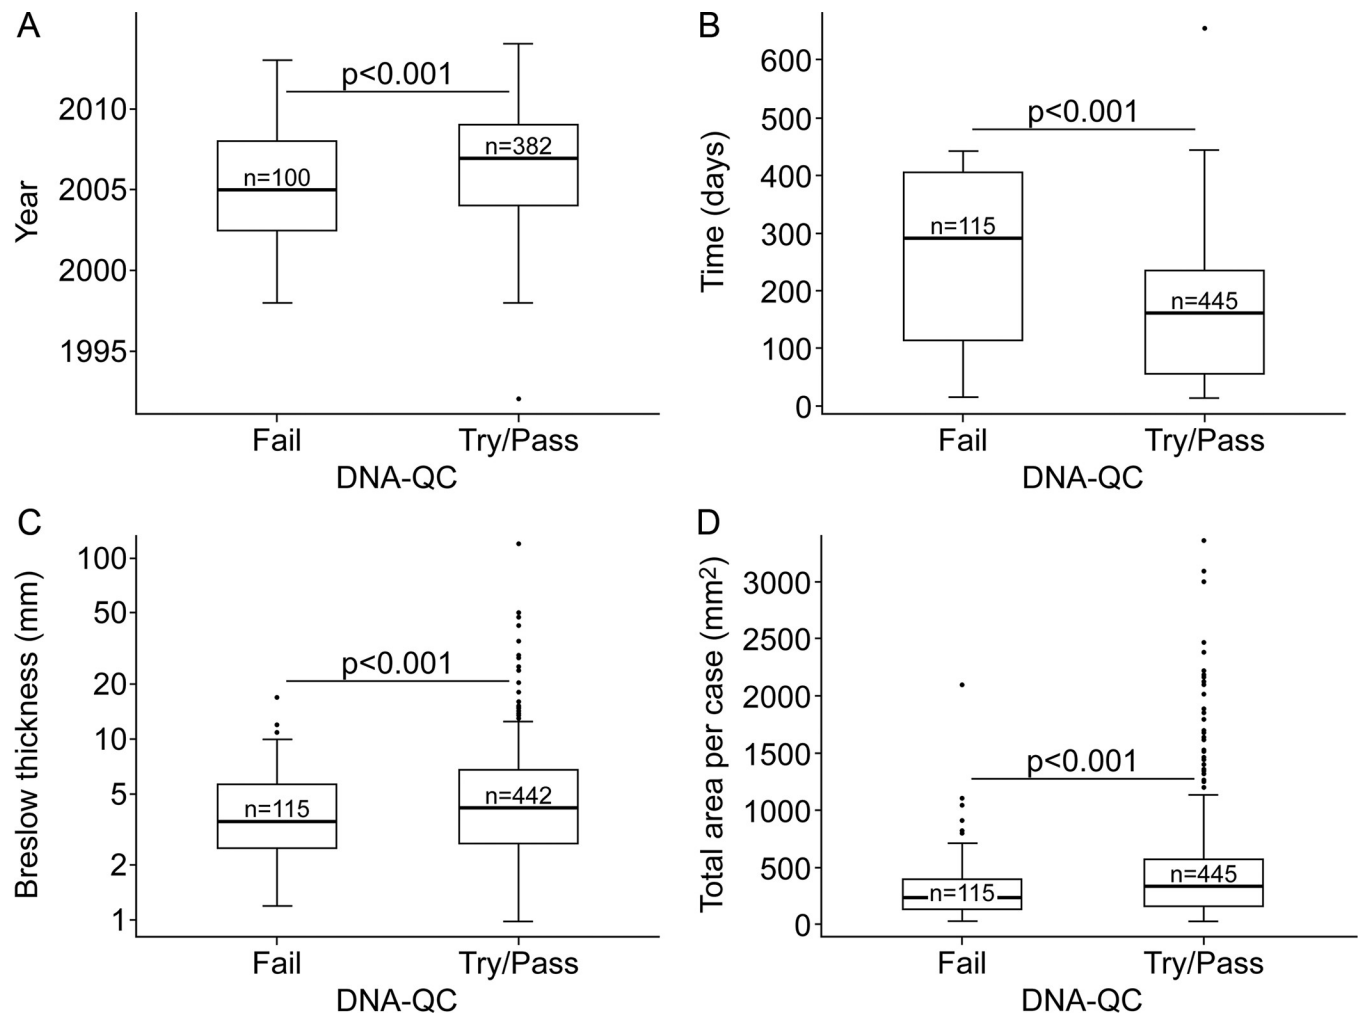 A
Year
2010
2005
2000
1995
p<0.001
n=100
n=382
Fail
Try/Pass
DNA-QC
B
Time (days)
600
500
400
300
200
100
0
p<0.001
n=115
n=445
Fail
Try/Pass
DNA-QC
C
Breslow thickness (mm)
100
50
20
10
5
2
1
p<0.001
n=115
n=442
Fail
Try/Pass
DNA-QC
D
Total area per case (mm²)
3000
2500
2000
1500
1000
500
0
p<0.001
n=115
n=445
Fail
Try/Pass
DNA-QC